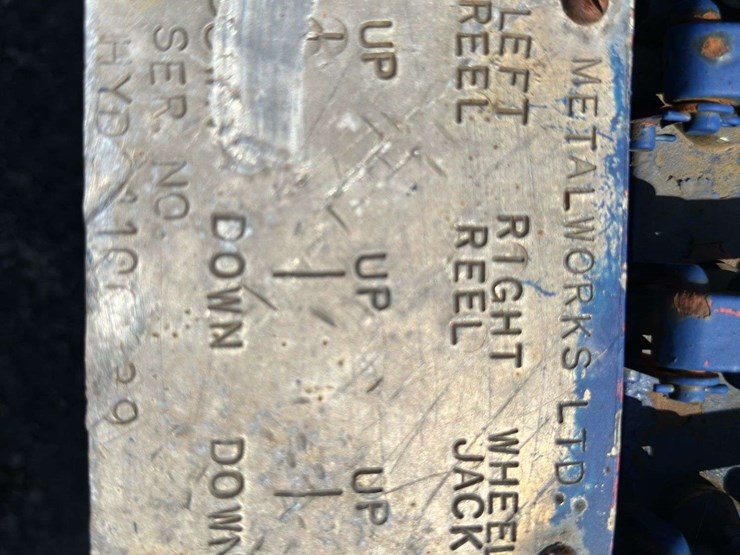 METALWORKS LTD.
LEFT REEL RIGHT REEL WHEEL JACK
UP UP UP
DOWN DOWN
SER. NO.